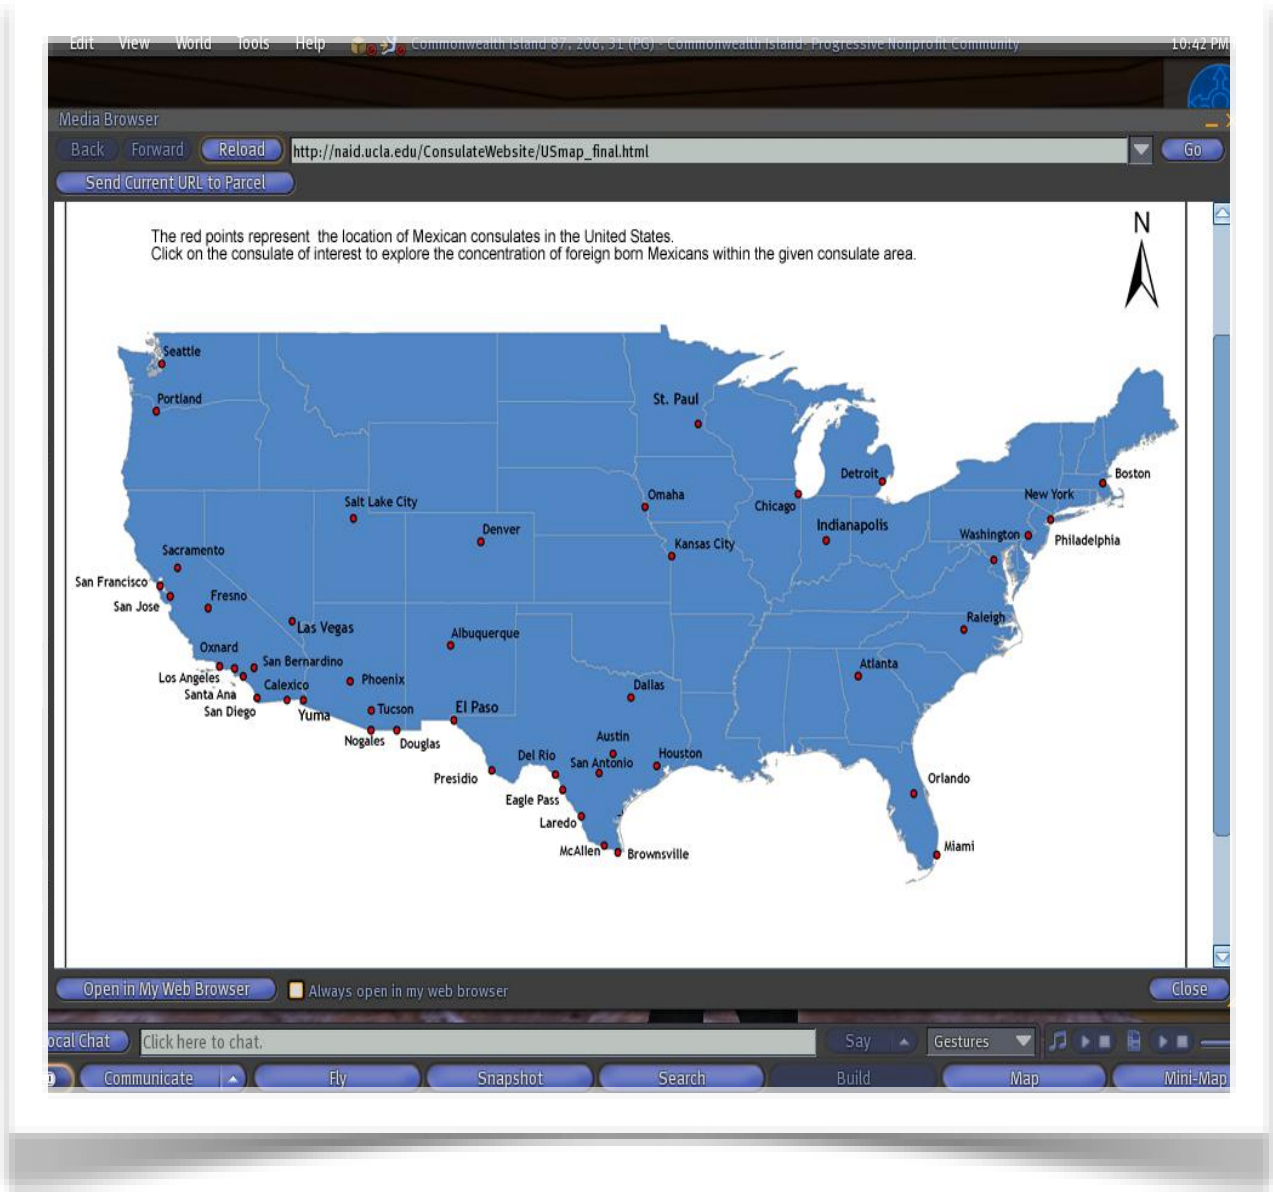 Edit View World Tools Help Commonwealth Island 87, 206, 31 (PG) - Commonwealth Island- Progressive Nonprofit Community 10:42 PM
Media Browser
Back Forward Reload http://naid.ucla.edu/ConsulateWebsite/USmap_final.html Go
Send Current URL to Parcel
The red points represent the location of Mexican consulates in the United States.
Click on the consulate of interest to explore the concentration of foreign born Mexicans within the given consulate area.
N
Seattle
Portland
St. Paul
Detroit
Boston
Salt Lake City
Omaha
Chicago
New York
Indianapolis
Denver
Kansas City
Washington
Philadelphia
Sacramento
San Francisco
San Jose
Fresno
Las Vegas
Albuquerque
Raleigh
Oxnard
San Bernardino
Los Angeles
Calexico
Phoenix
Atlanta
Santa Ana
San Diego
Yuma
Tucson
El Paso
Dallas
Nogales
Douglas
Austin
Del Rio
San Antonio
Houston
Presidio
Orlando
Eagle Pass
Laredo
McAllen
Brownsville
Miami
Open in My Web Browser Always open in my web browser Close
ocal Chat Click here to chat. Say Gestures
Communicate Fly Snapshot Search Build Map Mini-Map